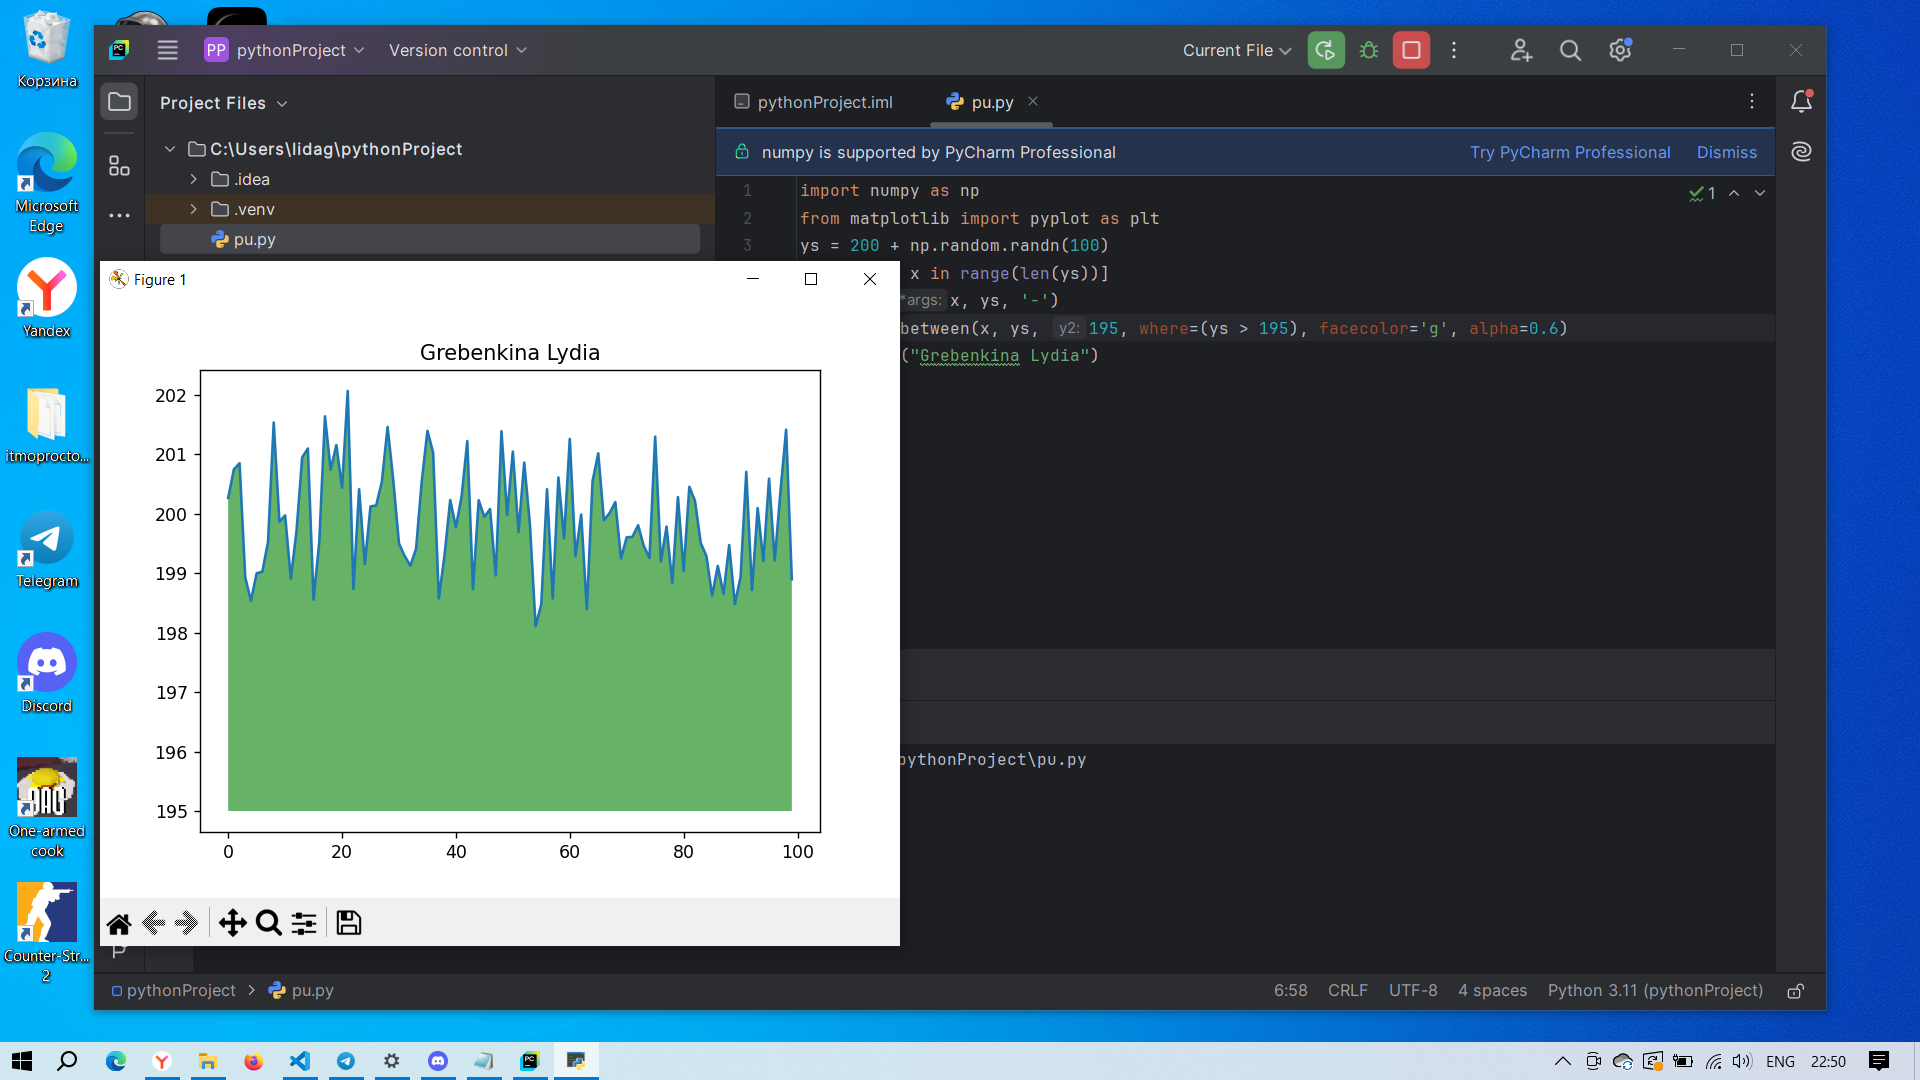 Корзина
Microsoft
Edge
Yandex
itmoprocto...
Telegram
Discord
One-armed
cook
Counter-Str...
2
PP pythonProject Version control
Current File
Project Files
C:\Users\lidag\pythonProject
.idea
.venv
pu.py
pythonProject.iml
pu.py
numpy is supported by PyCharm Professional
Try PyCharm Professional Dismiss
1 import numpy as np
2 from matplotlib import pyplot as plt
3 ys = 200 + np.random.randn(100)
x in range(len(ys))]
*args: x, ys, '-')
between(x, ys, y2: 195, where=(ys > 195), facecolor='g', alpha=0.6)
("Grebenkina Lydia")
1
pythonProject\pu.py
Figure 1
Grebenkina Lydia
202
201
200
199
198
197
196
195
0 20 40 60 80 100
pythonProject > pu.py
6:58 CRLF UTF-8 4 spaces Python 3.11 (pythonProject)
ENG 22:50